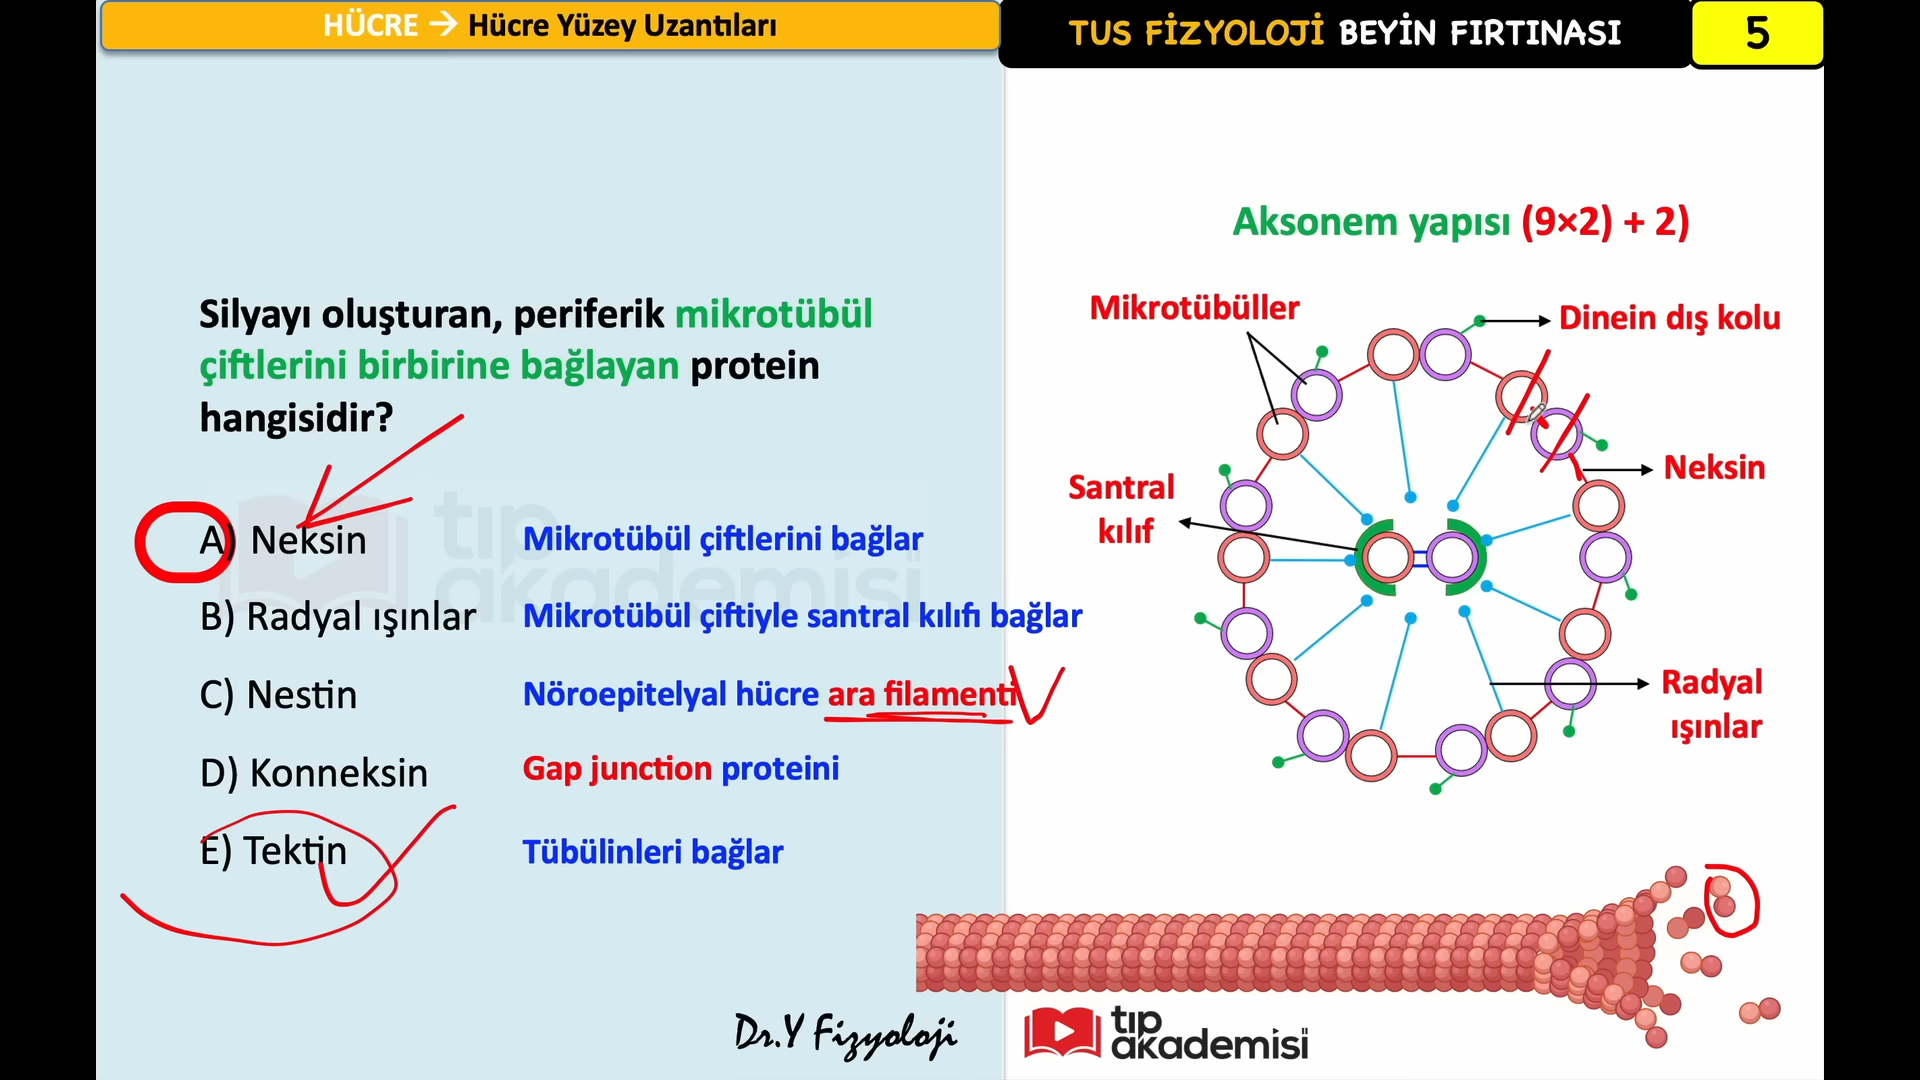 HÜCRE → Hücre Yüzey Uzantıları
TUS FİZYOLOJİ BEYİN FIRTINASI
5
Silyayı oluşturan, periferik mikrotübül
çiftlerini birbirine bağlayan protein
hangisidir?
A) Neksin
Mikrotübül çiftlerini bağlar
B) Radyal ışınlar
Mikrotübül çiftiyle santral kılıfı bağlar
C) Nestin
Nöroepitelyal hücre ara filamenti
D) Konneksin
Gap junction proteini
E) Tektin
Tübülinleri bağlar
tıp
akademisi
Aksonem yapısı (9×2) + 2)
Mikrotübüller
Dinein dış kolu
Neksin
Santral
kılıf
Radyal
ışınlar
Dr.Y Fizyoloji
tıp
akademisi